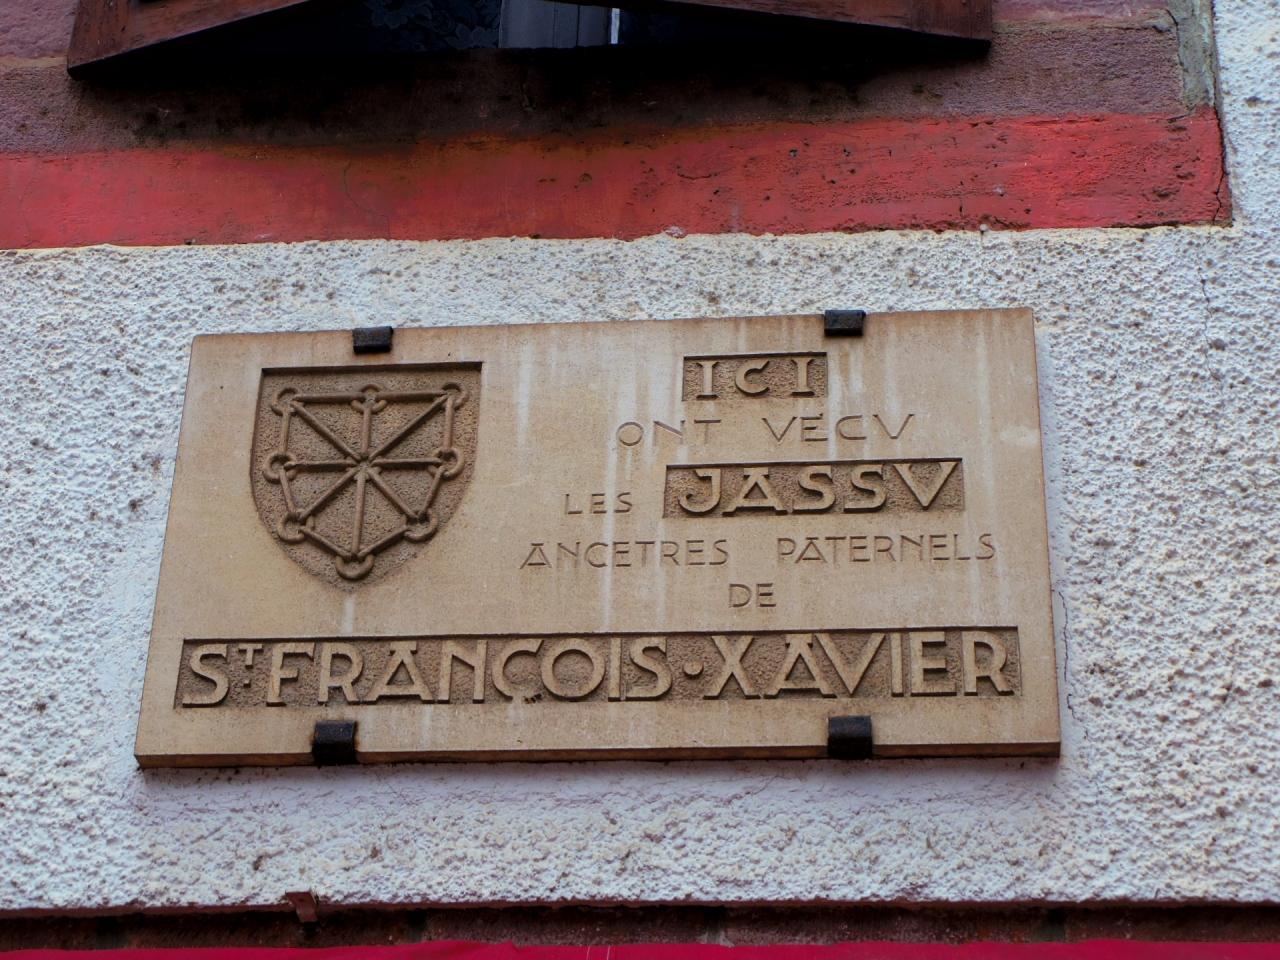 ICI
ONT VECV
LES JASSV
ANCETRES PATERNELS
DE
ST. FRANÇOIS · XAVIER